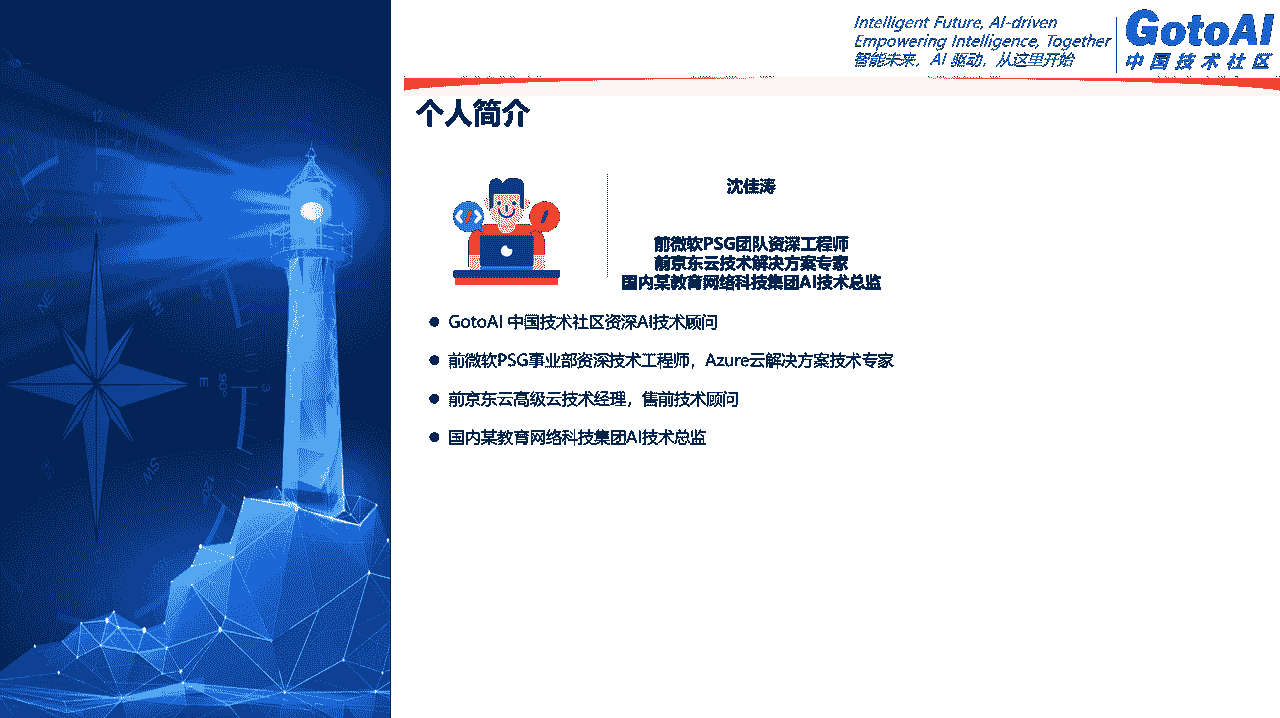 Intelligent Future, AI-driven
Empowering Intelligence, Together
智能未来，AI 驱动，从这里开始
GotoAI
中国技术社区
个人简介
沈佳涛
前微软PSG团队资深工程师
前京东云技术解决方案专家
国内某教育网络科技集团AI技术总监
● GotoAI 中国技术社区资深AI技术顾问
● 前微软PSG事业部资深技术工程师，Azure云解决方案技术专家
● 前京东云高级云技术经理，售前技术顾问
● 国内某教育网络科技集团AI技术总监
12
0°
N
NE
E
90°
3
SW
120°